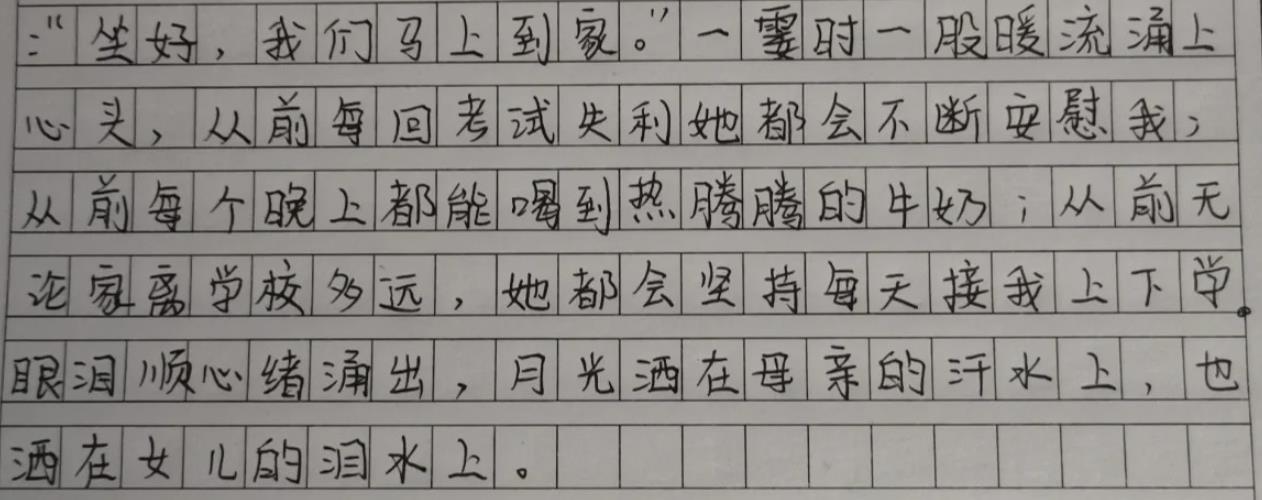 ：“坐好，我们马上到家。”一霎时一股暖流涌上
心头，从前每回考试失利她都会不断安慰我；
从前每个晚上都能喝到热腾腾的牛奶；从前无
论家离学校多远，她都会坚持每天接我上下学。
眼泪顺心绪涌出，月光洒在母亲的汗水上，也
洒在女儿的泪水上。